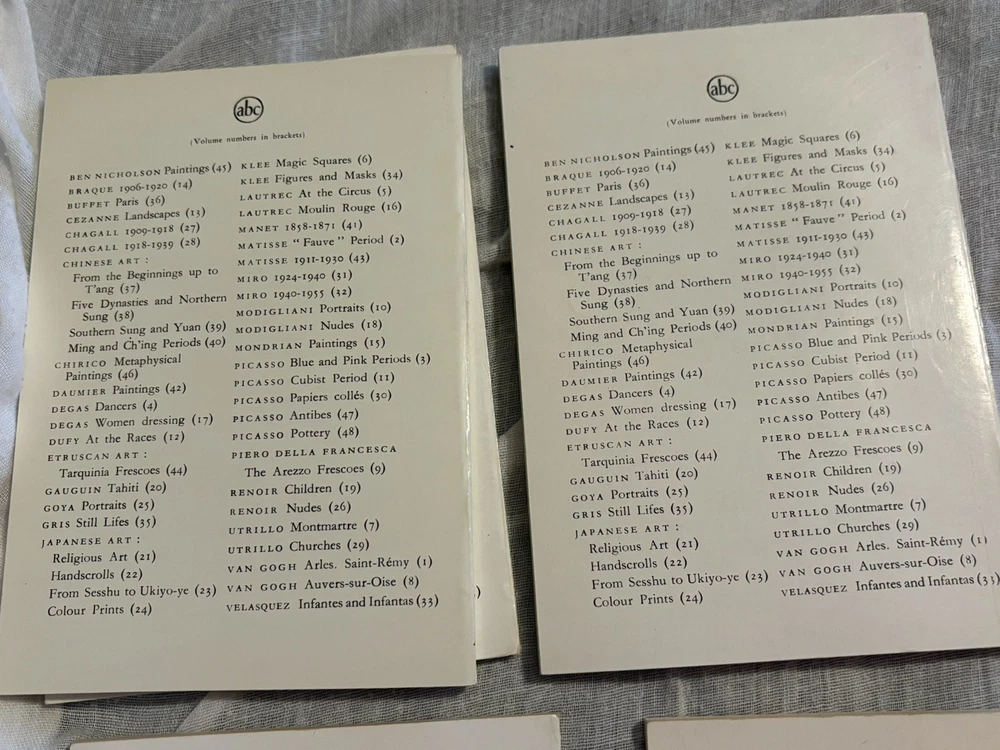 abc
(Volume numbers in brackets)
BEN NICHOLSON Paintings (45)
BRAQUE 1906-1920 (14)
BUFFET Paris (36)
CEZANNE Landscapes (13)
CHAGALL 1909-1918 (27)
CHAGALL 1918-1939 (28)
CHINESE ART :
From the Beginnings up to
T'ang (37)
Five Dynasties and Northern
Sung (38)
Southern Sung and Yuan (39)
Ming and Ch'ing Periods (40)
CHIRICO Metaphysical
Paintings (46)
DAUMIER Paintings (42)
DEGAS Dancers (4)
DEGAS Women dressing (17)
DUFY At the Races (12)
ETRUSCAN ART :
Tarquinia Frescoes (44)
GAUGUIN Tahiti (20)
GOYA Portraits (25)
GRIS Still Lifes (35)
JAPANESE ART :
Religious Art (21)
Handscrolls (22)
From Sesshu to Ukiyo-ye (23)
Colour Prints (24)
KLEE Magic Squares (6)
KLEE Figures and Masks (34)
LAUTREC At the Circus (5)
LAUTREC Moulin Rouge (16)
MANET 1858-1871 (41)
MATISSE "Fauve" Period (2)
MATISSE 1911-1930 (43)
MIRO 1924-1940 (31)
MIRO 1940-1955 (32)
MODIGLIANI Portraits (10)
MODIGLIANI Nudes (18)
MONDRIAN Paintings (15)
PICASSO Blue and Pink Periods (3)
PICASSO Cubist Period (11)
PICASSO Papiers collés (30)
PICASSO Antibes (47)
PICASSO Pottery (48)
PIERO DELLA FRANCESCA
The Arezzo Frescoes (9)
RENOIR Children (19)
RENOIR Nudes (26)
UTRILLO Montmartre (7)
UTRILLO Churches (29)
VAN GOGH Arles. Saint-Rémy (1)
VAN GOGH Auvers-sur-Oise (8)
VELASQUEZ Infantes and Infantas (33)
abc
(Volume numbers in brackets)
BEN NICHOLSON Paintings (45)
BRAQUE 1906-1920 (14)
BUFFET Paris (36)
CEZANNE Landscapes (13)
CHAGALL 1909-1918 (27)
CHAGALL 1918-1939 (28)
CHINESE ART :
From the Beginnings up to
T'ang (37)
Five Dynasties and Northern
Sung (38)
Southern Sung and Yuan (39)
Ming and Ch'ing Periods (40)
CHIRICO Metaphysical
Paintings (46)
DAUMIER Paintings (42)
DEGAS Dancers (4)
DEGAS Women dressing (17)
DUFY At the Races (12)
ETRUSCAN ART :
Tarquinia Frescoes (44)
GAUGUIN Tahiti (20)
GOYA Portraits (25)
GRIS Still Lifes (35)
JAPANESE ART :
Religious Art (21)
Handscrolls (22)
From Sesshu to Ukiyo-ye (23)
Colour Prints (24)
KLEE Magic Squares (6)
KLEE Figures and Masks (34)
LAUTREC At the Circus (5)
LAUTREC Moulin Rouge (16)
MANET 1858-1871 (41)
MATISSE "Fauve" Period (2)
MATISSE 1911-1930 (43)
MIRO 1924-1940 (31)
MIRO 1940-1955 (32)
MODIGLIANI Portraits (10)
MODIGLIANI Nudes (18)
MONDRIAN Paintings (15)
PICASSO Blue and Pink Periods (3)
PICASSO Cubist Period (11)
PICASSO Papiers collés (30)
PICASSO Antibes (47)
PICASSO Pottery (48)
PIERO DELLA FRANCESCA
The Arezzo Frescoes (9)
RENOIR Children (19)
RENOIR Nudes (26)
UTRILLO Montmartre (7)
UTRILLO Churches (29)
VAN GOGH Arles. Saint-Rémy (1)
VAN GOGH Auvers-sur-Oise (8)
VELASQUEZ Infantes and Infantas (33)